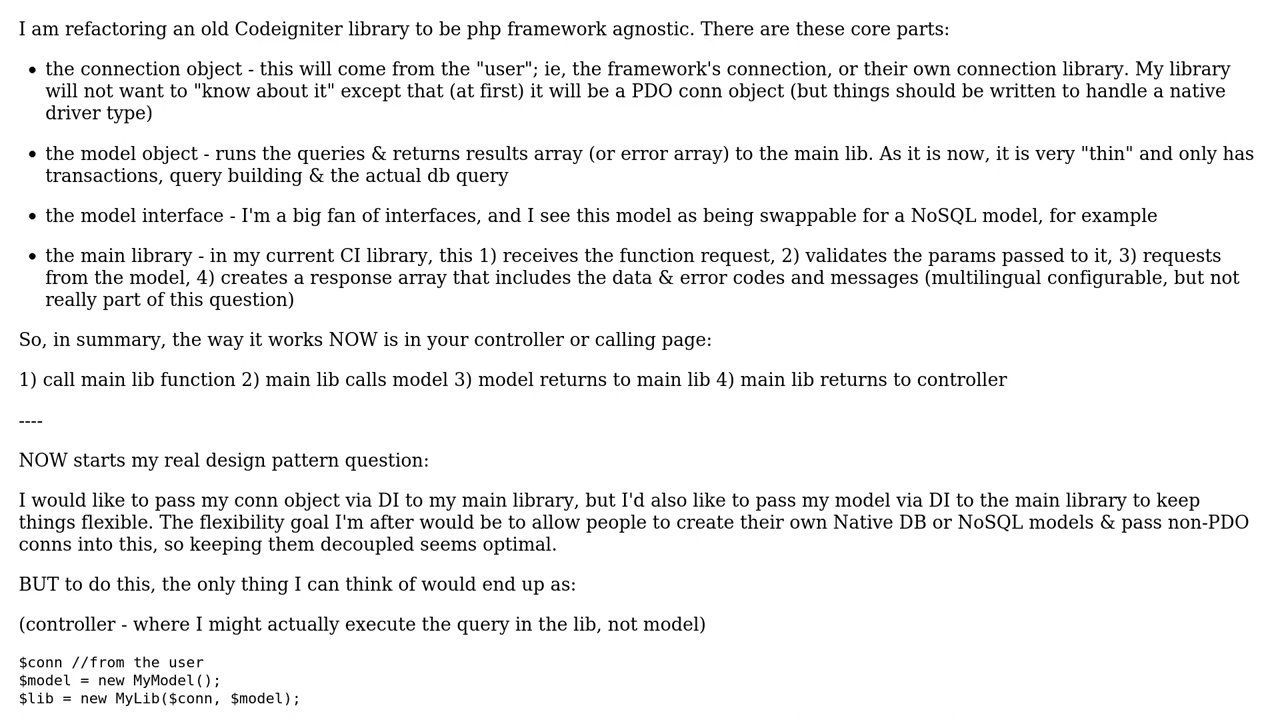 I am refactoring an old Codeigniter library to be php framework agnostic. There are these core parts:
• the connection object - this will come from the "user"; ie, the framework's connection, or their own connection library. My library
will not want to "know about it" except that (at first) it will be a PDO conn object (but things should be written to handle a native
driver type)
• the model object - runs the queries & returns results array (or error array) to the main lib. As it is now, it is very "thin" and only has
transactions, query building & the actual db query
• the model interface - I'm a big fan of interfaces, and I see this model as being swappable for a NoSQL model, for example
• the main library - in my current CI library, this 1) receives the function request, 2) validates the params passed to it, 3) requests
from the model, 4) creates a response array that includes the data & error codes and messages (multilingual configurable, but not
really part of this question)
So, in summary, the way it works NOW is in your controller or calling page:
1) call main lib function 2) main lib calls model 3) model returns to main lib 4) main lib returns to controller
----
NOW starts my real design pattern question:
I would like to pass my conn object via DI to my main library, but I'd also like to pass my model via DI to the main library to keep
things flexible. The flexibility goal I'm after would be to allow people to create their own Native DB or NoSQL models & pass non-PDO
conns into this, so keeping them decoupled seems optimal.
BUT to do this, the only thing I can think of would end up as:
(controller - where I might actually execute the query in the lib, not model)
$conn //from the user
$model = new MyModel();
$lib = new MyLib($conn, $model);